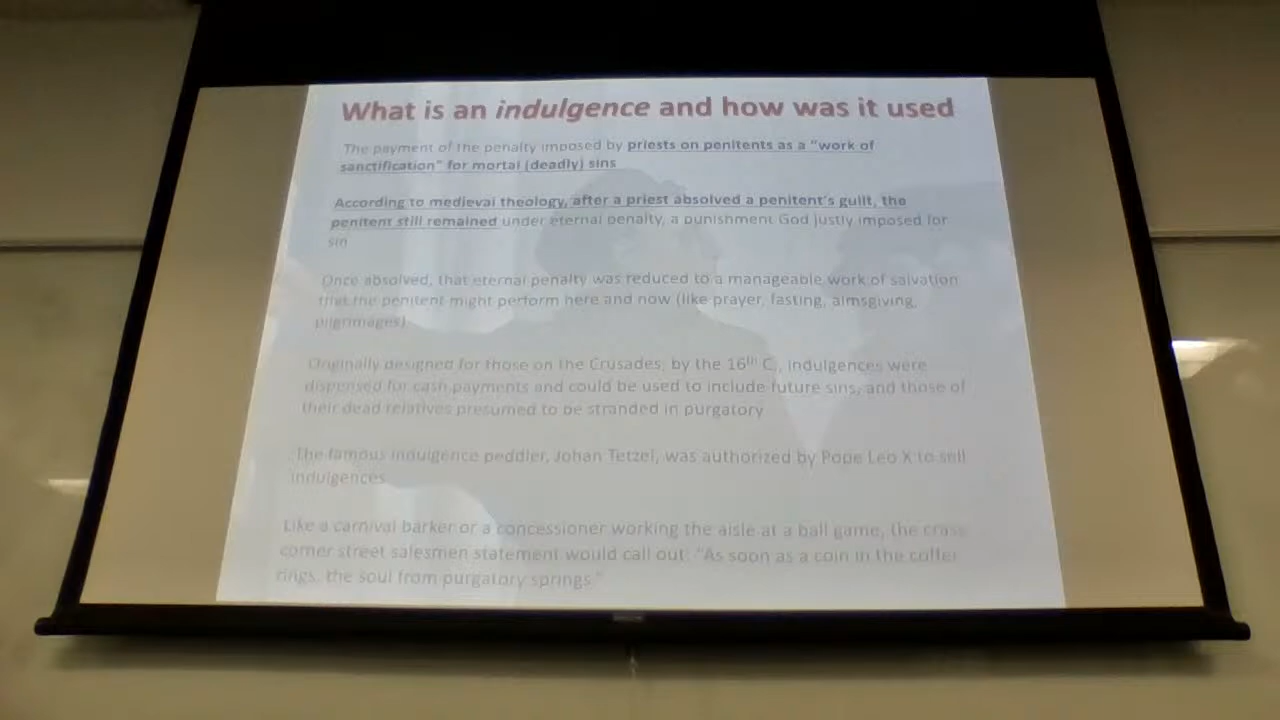 What is an indulgence and how was it used
The payment of the penalty imposed by priests on penitents as a "work of
sanctification" for mortal (deadly) sins
According to medieval theology, after a priest absolved a penitent's guilt, the
penitent still remained under eternal penalty, a punishment God justly imposed for
sin
Once absolved, that eternal penalty was reduced to a manageable work of salvation
that the penitent might perform here and now (like prayer, fasting, almsgiving,
pilgrimages).
Originally designed for those on the Crusades, by the 16th C., indulgences were
dispensed for cash payments and could be used to include future sins, and those of
their dead relatives presumed to be stranded in purgatory
The famous indulgence peddler, Johan Tetzel, was authorized by Pope Leo X to sell
indulgences
Like a carnival barker or a concessioner working the aisle at a ball game, the crass
corner street salesmen statement would call out: "As soon as a coin in the coffer
rings, the soul from purgatory springs."